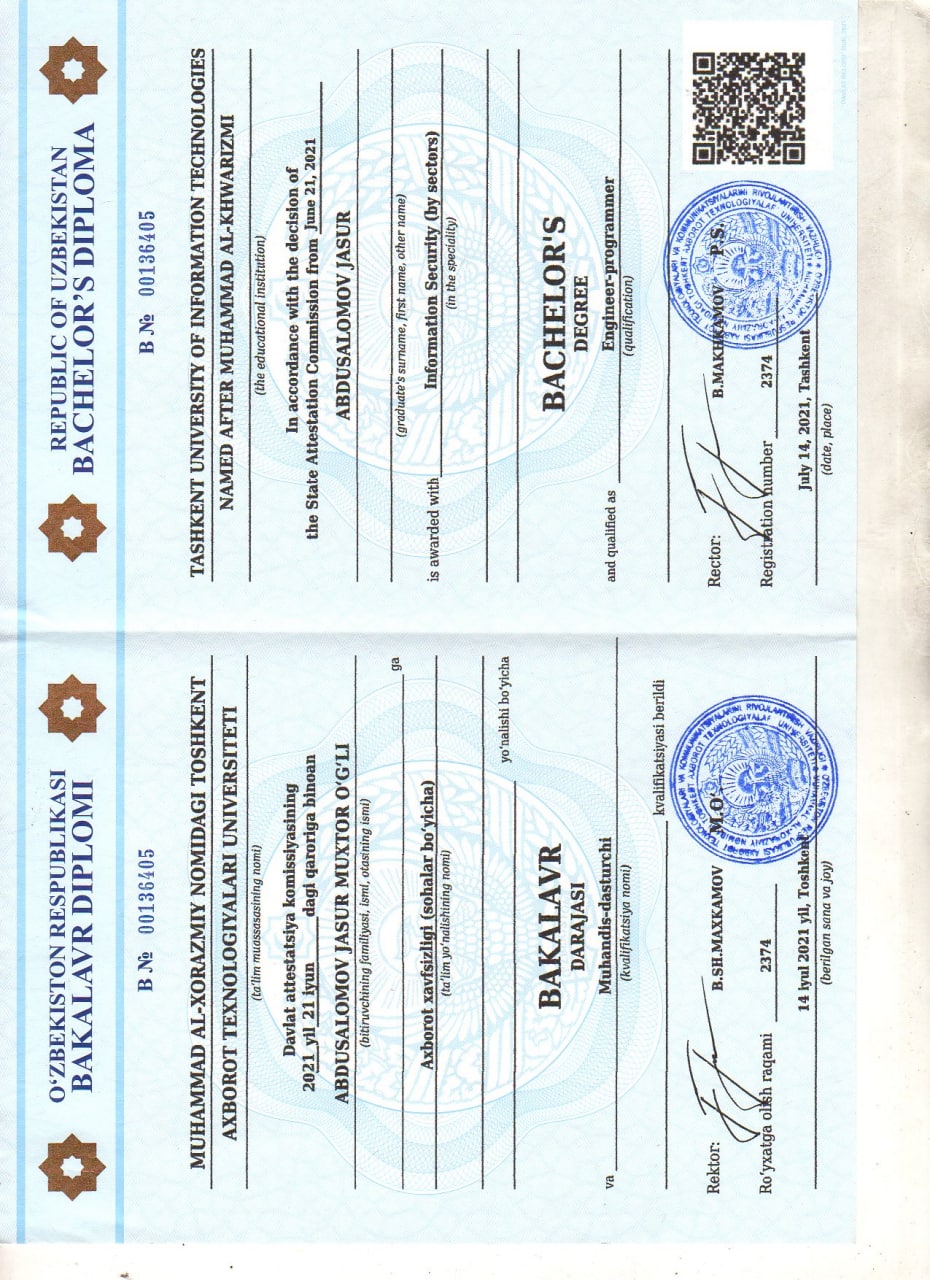 O‘ZBEKISTON RESPUBLIKASI
BAKALAVR DIPLOMI
B № 00136405
MUHAMMAD AL-XORAZMIY NOMIDAGI TOSHKENT
AXBOROT TEXNOLOGIYALARI UNIVERSITETI
(ta'lim muassasasining nomi)
Davlat attestatsiya komissiyasining
2021 yil 21 iyun dagi qaroriga binoan
ABDUSALOMOV JASUR MUXTOR O‘G‘LI
(bitiruvchining familiyasi, ismi, otasining ismi)
ga
Axborot xavfsizligi (sohalar bo‘yicha)
(ta'lim yo‘nalishining nomi)
yo‘nalishi bo‘yicha
BAKALAVR
DARAJASI
va Muhandis-dasturchi
(kvalifikatsiya nomi)
kvalifikatsiyasi berildi
Rektor: B.SH.MAXKAMOV M.O‘.
Ro‘yxatga olish raqami 2374
14 iyul 2021 yil, Toshkent
(berilgan sana va joy)
REPUBLIC OF UZBEKISTAN
BACHELOR'S DIPLOMA
B № 00136405
TASHKENT UNIVERSITY OF INFORMATION TECHNOLOGIES
NAMED AFTER MUHAMMAD AL-KHWARIZMI
(the educational institution)
In accordance with the decision of
the State Attestation Commission from June 21, 2021
ABDUSALOMOV JASUR
(graduate's surname, first name, other name)
is awarded with Information Security (by sectors)
(in the speciality)
BACHELOR'S
DEGREE
and qualified as Engineer-programmer
(qualification)
Rector: B.MAKHKAMOV P.S.
Registration number 2374
July 14, 2021, Tashkent
(date, place)